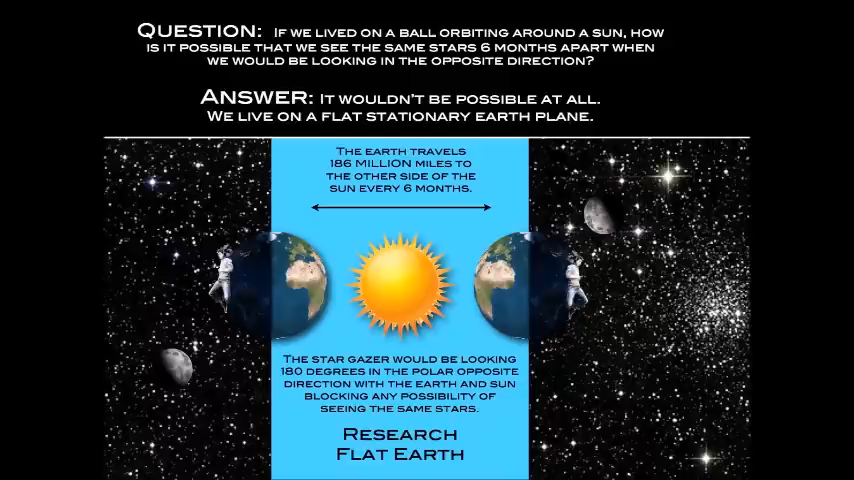 QUESTION: IF WE LIVED ON A BALL ORBITING AROUND A SUN, HOW
IS IT POSSIBLE THAT WE SEE THE SAME STARS 6 MONTHS APART WHEN
WE WOULD BE LOOKING IN THE OPPOSITE DIRECTION?
ANSWER: IT WOULDN'T BE POSSIBLE AT ALL.
WE LIVE ON A FLAT STATIONARY EARTH PLANE.
THE EARTH TRAVELS
186 MILLION MILES TO
THE OTHER SIDE OF THE
SUN EVERY 6 MONTHS.
THE STAR GAZER WOULD BE LOOKING
180 DEGREES IN THE POLAR OPPOSITE
DIRECTION WITH THE EARTH AND SUN
BLOCKING ANY POSSIBILITY OF
SEEING THE SAME STARS.
RESEARCH
FLAT EARTH